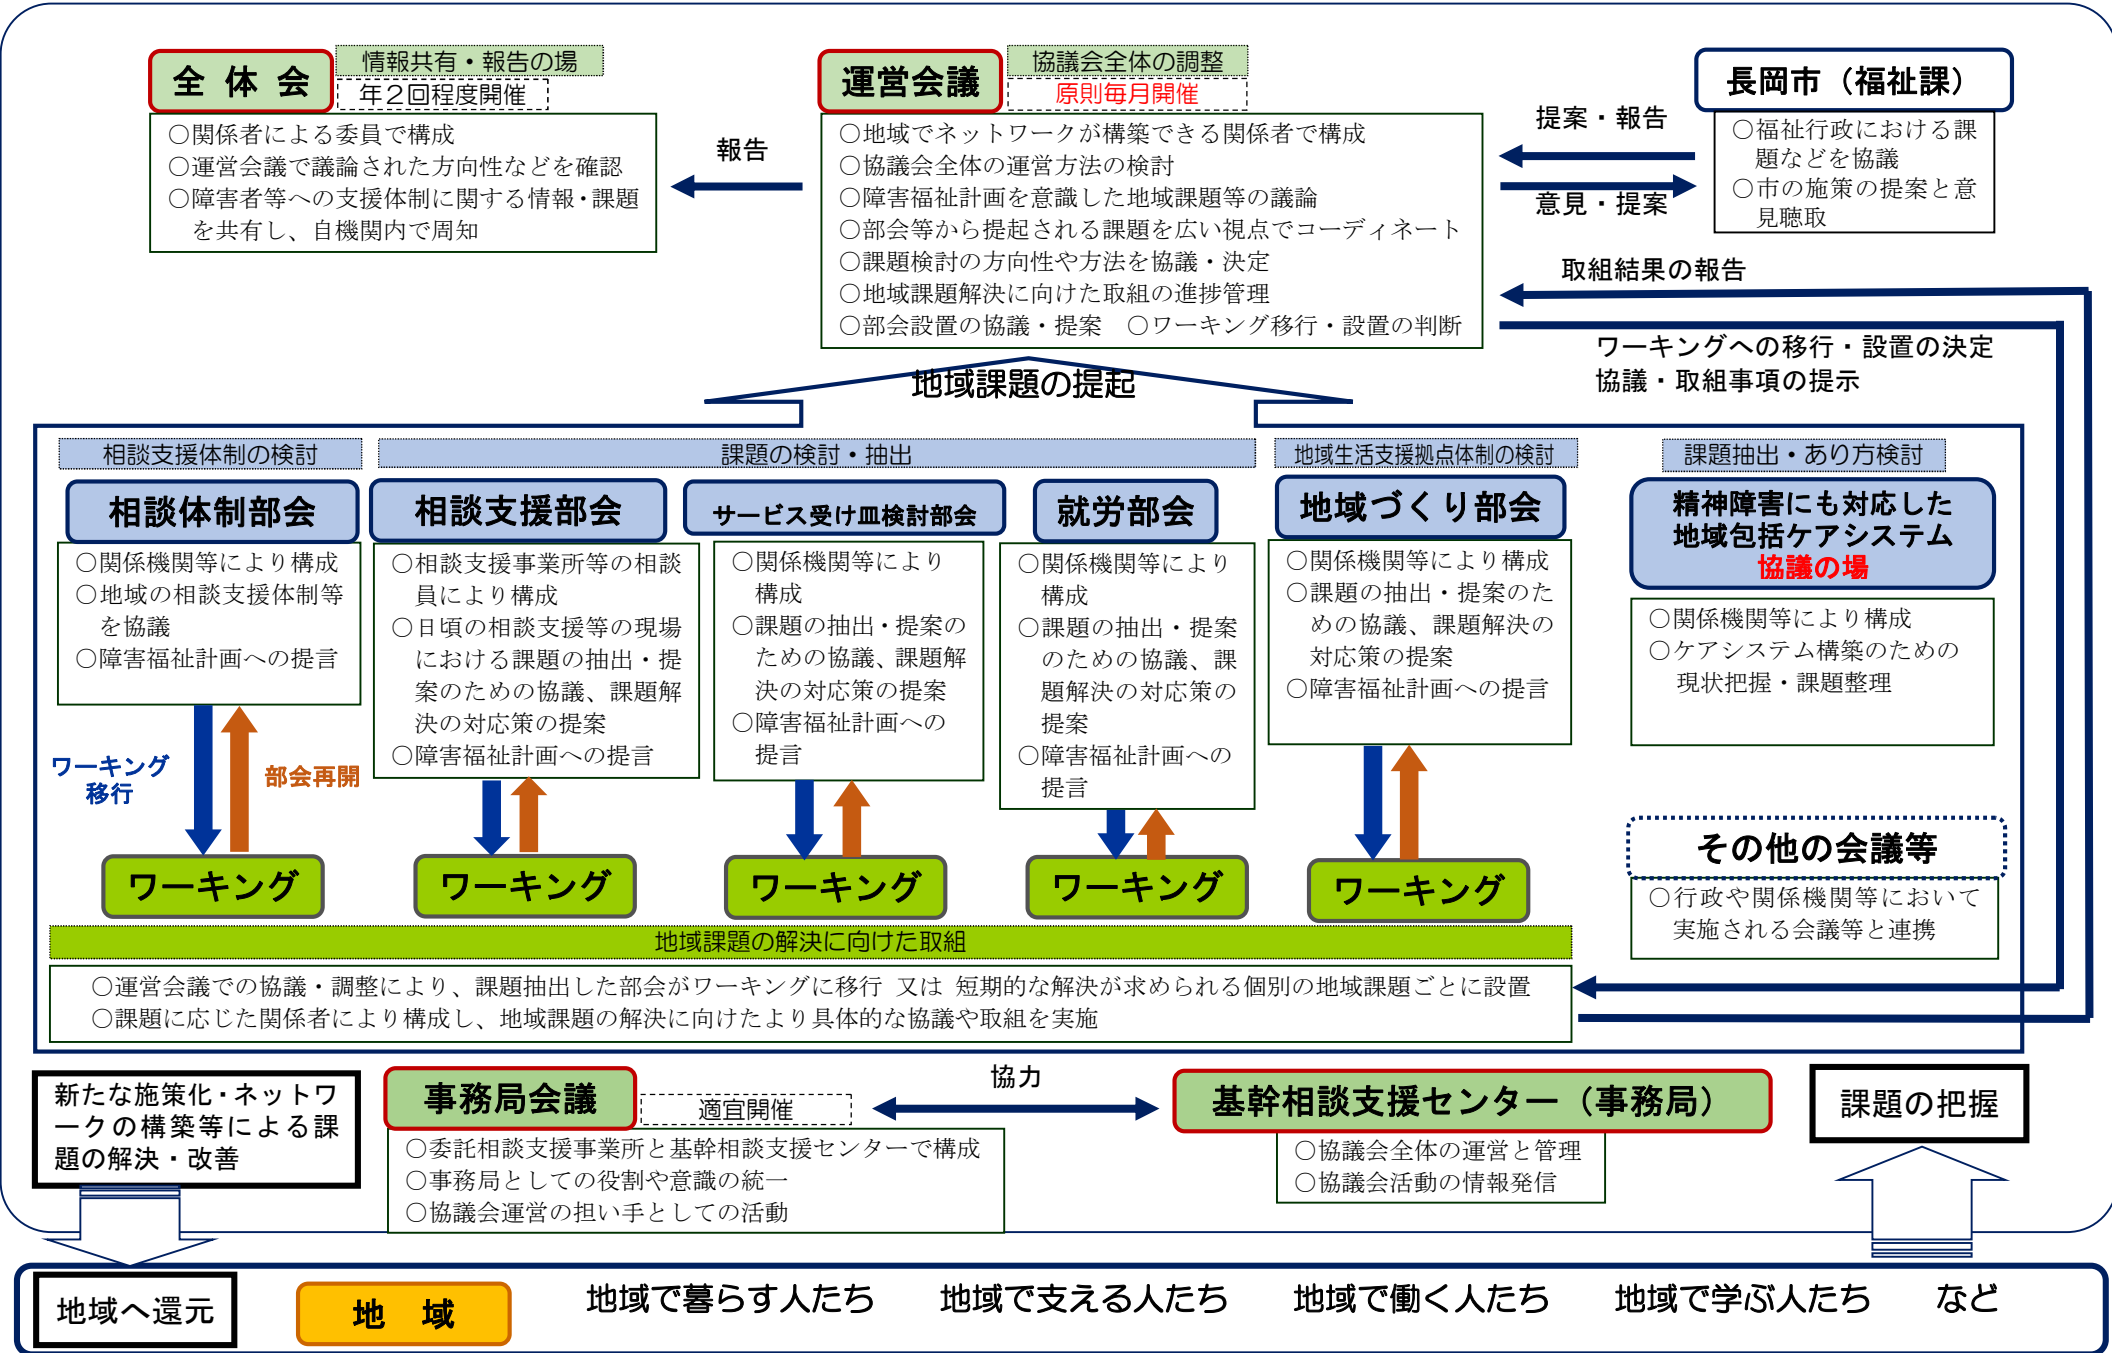 全 体 会
情報共有・報告の場
年２回程度開催
○関係者による委員で構成
○運営会議で議論された方向性などを確認
○障害者等への支援体制に関する情報・課題
を共有し、自機関内で周知
報告
運営会議
協議会全体の調整
原則毎月開催
○地域でネットワークが構築できる関係者で構成
○協議会全体の運営方法の検討
○障害福祉計画を意識した地域課題等の議論
○部会等から提起される課題を広い視点でコーディネート
○課題検討の方向性や方法を協議・決定
○地域課題解決に向けた取組の進捗管理
○部会設置の協議・提案　○ワーキング移行・設置の判断
提案・報告
意見・提案
長岡市（福祉課）
○福祉行政における課
題などを協議
○市の施策の提案と意
見聴取
取組結果の報告
ワーキングへの移行・設置の決定
協議・取組事項の提示
地域課題の提起
相談支援体制の検討
課題の検討・抽出
地域生活支援拠点体制の検討
課題抽出・あり方検討
相談体制部会
○関係機関等により構成
○地域の相談支援体制等
を協議
○障害福祉計画への提言
相談支援部会
○相談支援事業所等の相談
員により構成
○日頃の相談支援等の現場
における課題の抽出・提
案のための協議、課題解
決の対応策の提案
○障害福祉計画への提言
サービス受け皿検討部会
○関係機関等により
構成
○課題の抽出・提案の
ための協議、課題解
決の対応策の提案
○障害福祉計画への
提言
就労部会
○関係機関等により
構成
○課題の抽出・提案
のための協議、課
題解決の対応策の
提案
○障害福祉計画への
提言
地域づくり部会
○関係機関等により構成
○課題の抽出・提案のた
めの協議、課題解決の
対応策の提案
○障害福祉計画への提言
精神障害にも対応した
地域包括ケアシステム
協議の場
○関係機関等により構成
○ケアシステム構築のための
現状把握・課題整理
ワーキング
移行
部会再開
ワーキング
ワーキング
ワーキング
ワーキング
ワーキング
その他の会議等
○行政や関係機関等において
実施される会議等と連携
地域課題の解決に向けた取組
○運営会議での協議・調整により、課題抽出した部会がワーキングに移行 又は 短期的な解決が求められる個別の地域課題ごとに設置
○課題に応じた関係者により構成し、地域課題の解決に向けたより具体的な協議や取組を実施
新たな施策化・ネットワ
ークの構築等による課
題の解決・改善
事務局会議
適宜開催
○委託相談支援事業所と基幹相談支援センターで構成
○事務局としての役割や意識の統一
○協議会運営の担い手としての活動
協力
基幹相談支援センター（事務局）
○協議会全体の運営と管理
○協議会活動の情報発信
課題の把握
地域へ還元
地　域
地域で暮らす人たち　　地域で支える人たち　　地域で働く人たち　　地域で学ぶ人たち　　など